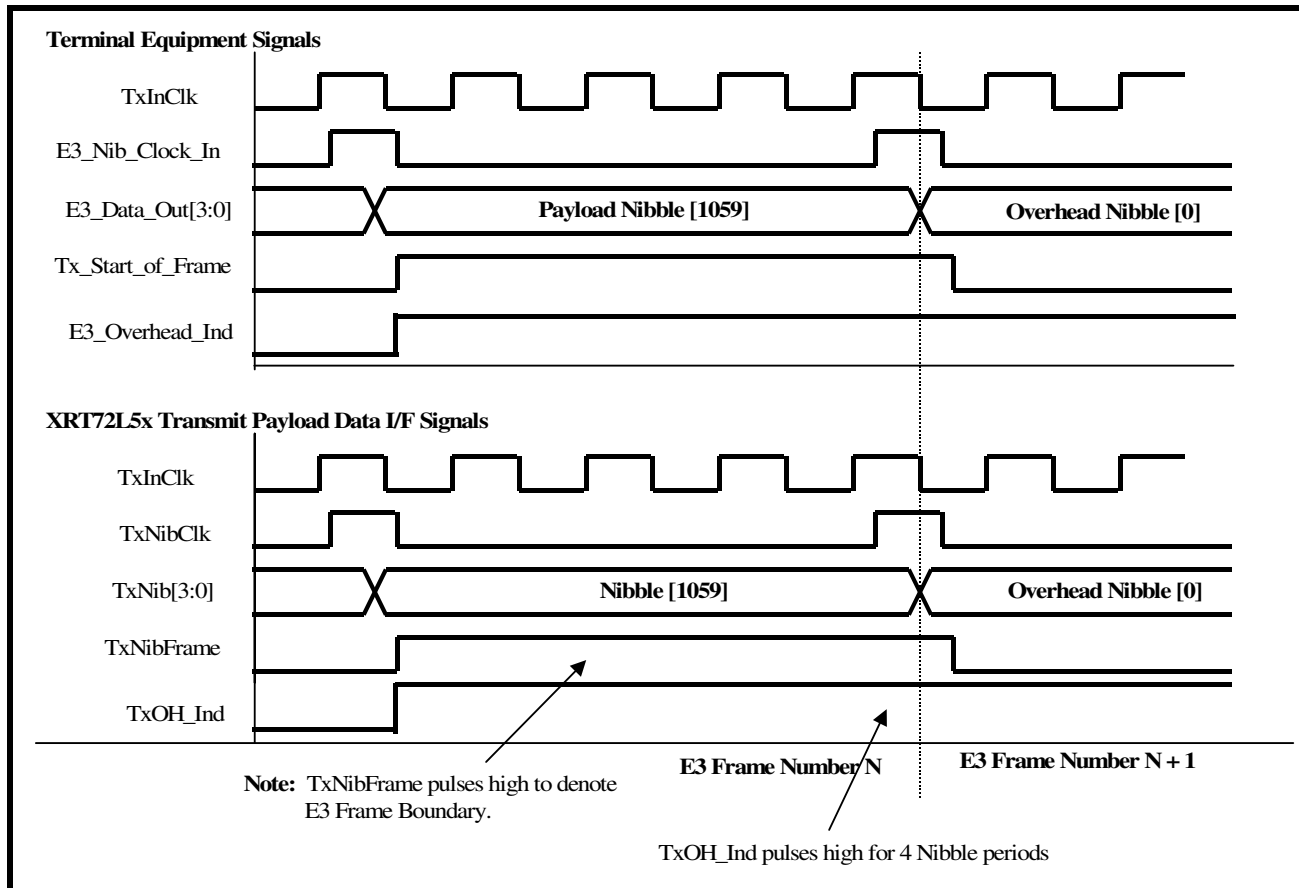 Terminal Equipment Signals
TxInClk
E3_Nib_Clock_In
E3_Data_Out[3:0]
Payload Nibble [1059]
Overhead Nibble [0]
Tx_Start_of_Frame
E3_Overhead_Ind
XRT72L5x Transmit Payload Data I/F Signals
TxInClk
TxNibClk
TxNib[3:0]
Nibble [1059]
Overhead Nibble [0]
TxNibFrame
TxOH_Ind
E3 Frame Number N
E3 Frame Number N + 1
Note: TxNibFrame pulses high to denote
E3 Frame Boundary.
TxOH_Ind pulses high for 4 Nibble periods